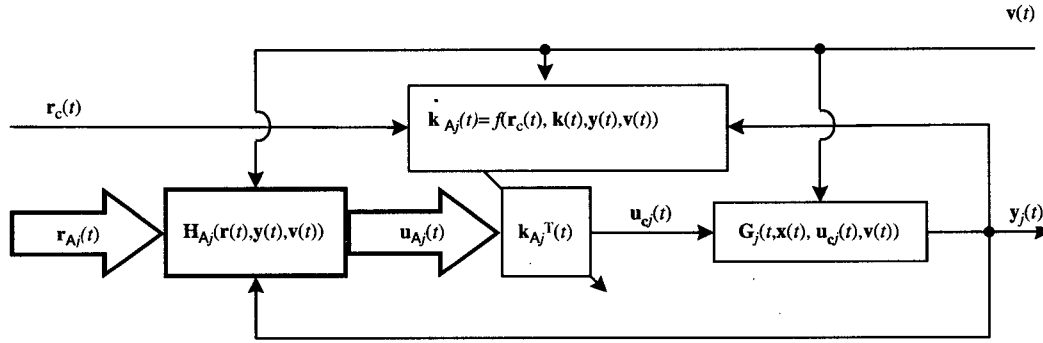 v(t)
r_c(t)
k̇_Aj(t)= f(r_c(t), k(t),y(t),v(t))
r_Aj(t)
H_Aj(r(t),y(t),v(t))
u_Aj(t)
k_Aj^T(t)
u_cj(t)
G_j(t,x(t), u_cj(t),v(t))
y_j(t)